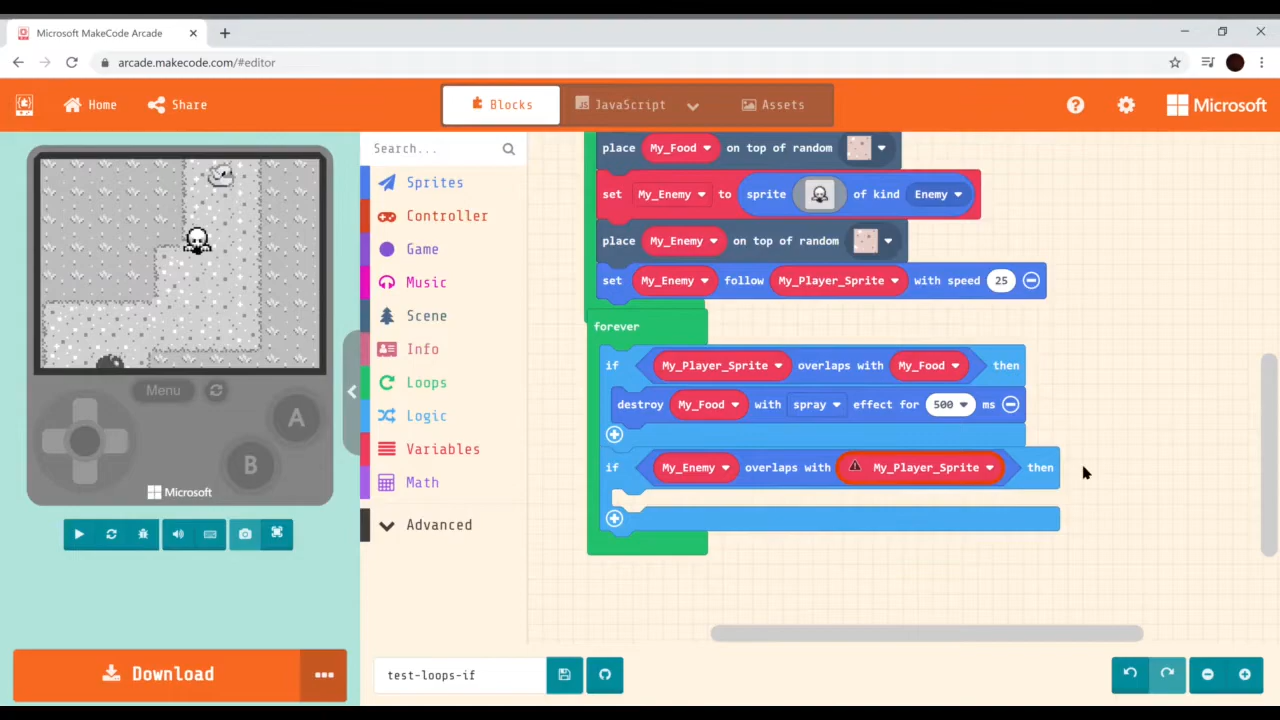 Microsoft MakeCode Arcade
arcade.makecode.com/#editor
Home
Share
Blocks
JavaScript
Assets
Microsoft
Search...
Sprites
Controller
Game
Music
Scene
Info
Loops
Logic
Variables
Math
Advanced
Menu
A
B
Microsoft
Download
place My_Food on top of random
set My_Enemy to sprite of kind Enemy
place My_Enemy on top of random
set My_Enemy follow My_Player_Sprite with speed 25
forever
if My_Player_Sprite overlaps with My_Food then
destroy My_Food with spray effect for 500 ms
if My_Enemy overlaps with My_Player_Sprite then
test-loops-if